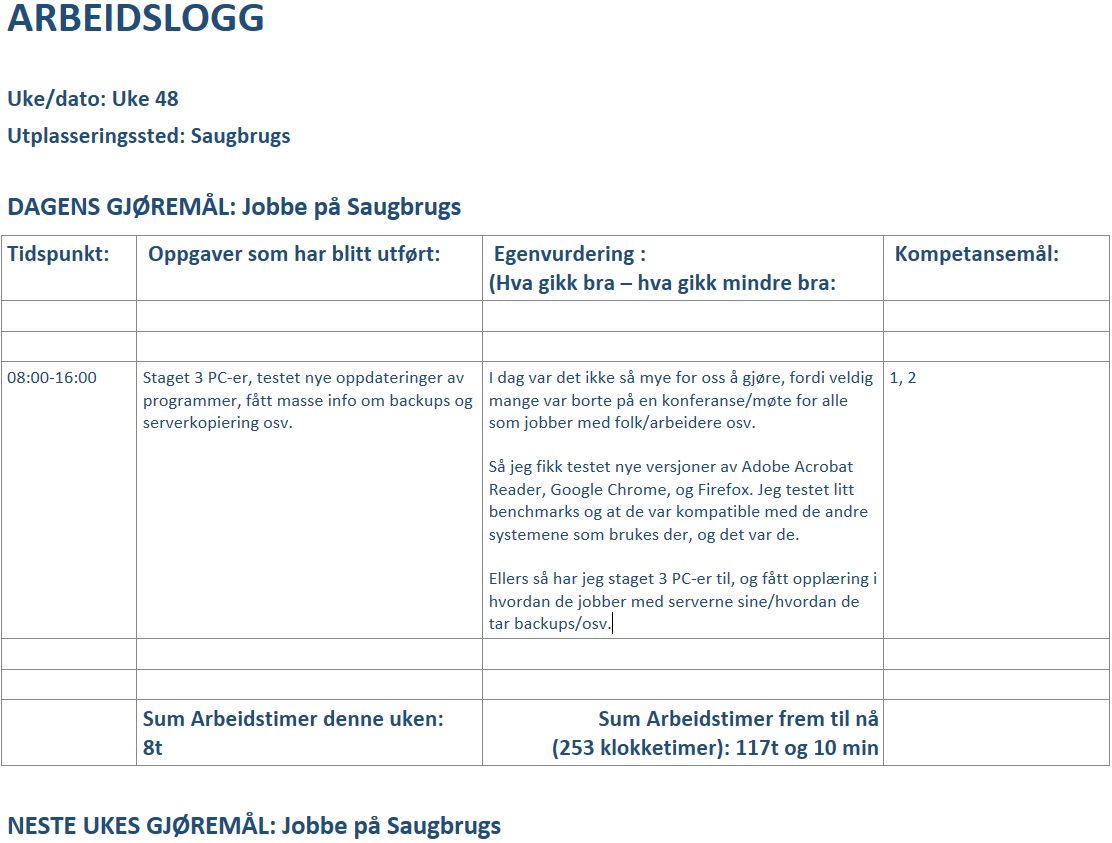 ARBEIDSLOGG
Uke/dato: Uke 48
Utplasseringssted: Saugbrugs
DAGENS GJØREMÅL: Jobbe på Saugbrugs
Tidspunkt:
Oppgaver som har blitt utført:
Egenvurdering :
(Hva gikk bra – hva gikk mindre bra:
Kompetansemål:
08:00-16:00
Staget 3 PC-er, testet nye oppdateringer av
programmer, fått masse info om backups og
serverkopiering osv.
I dag var det ikke så mye for oss å gjøre, fordi veldig
mange var borte på en konferanse/møte for alle
som jobber med folk/arbeidere osv.
Så jeg fikk testet nye versjoner av Adobe Acrobat
Reader, Google Chrome, og Firefox. Jeg testet litt
benchmarks og at de var kompatible med de andre
systemene som brukes der, og det var de.
Ellers så har jeg staget 3 PC-er til, og fått opplæring i
hvordan de jobber med serverne sine/hvordan de
tar backups/osv.
1, 2
Sum Arbeidstimer denne uken:
8t
Sum Arbeidstimer frem til nå
(253 klokketimer): 117t og 10 min
NESTE UKES GJØREMÅL: Jobbe på Saugbrugs